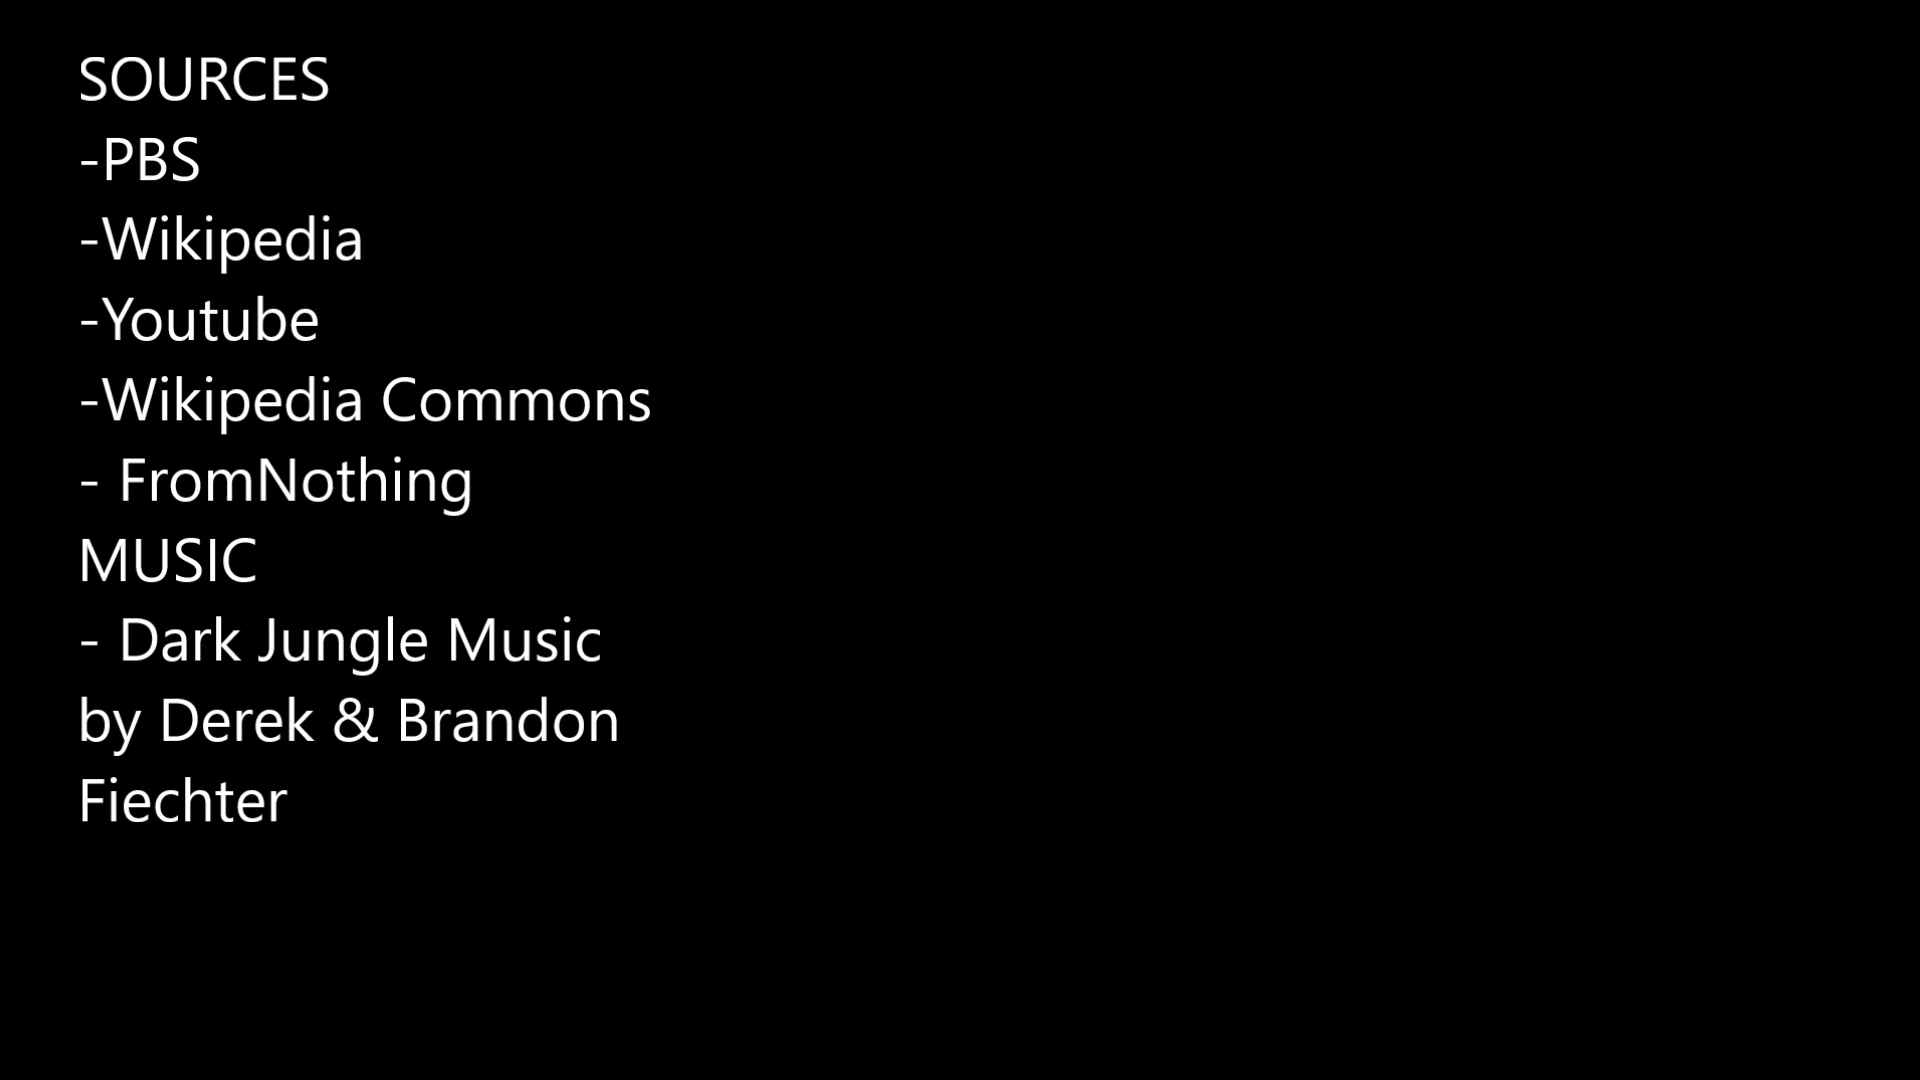 SOURCES
-PBS
-Wikipedia
-Youtube
-Wikipedia Commons
- FromNothing
MUSIC
- Dark Jungle Music
by Derek & Brandon
Fiechter